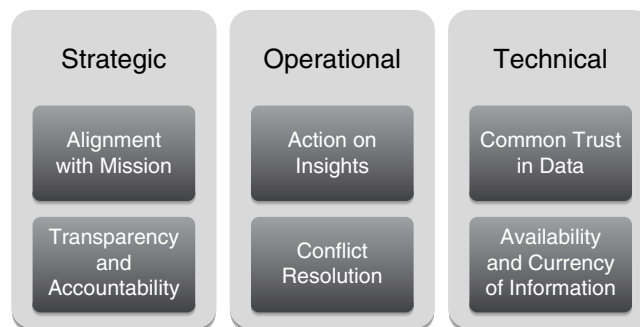 Strategic
Alignment
with Mission
Transparency
and
Accountability
Operational
Action on
Insights
Conflict
Resolution
Technical
Common Trust
in Data
Availability
and Currency
of Information